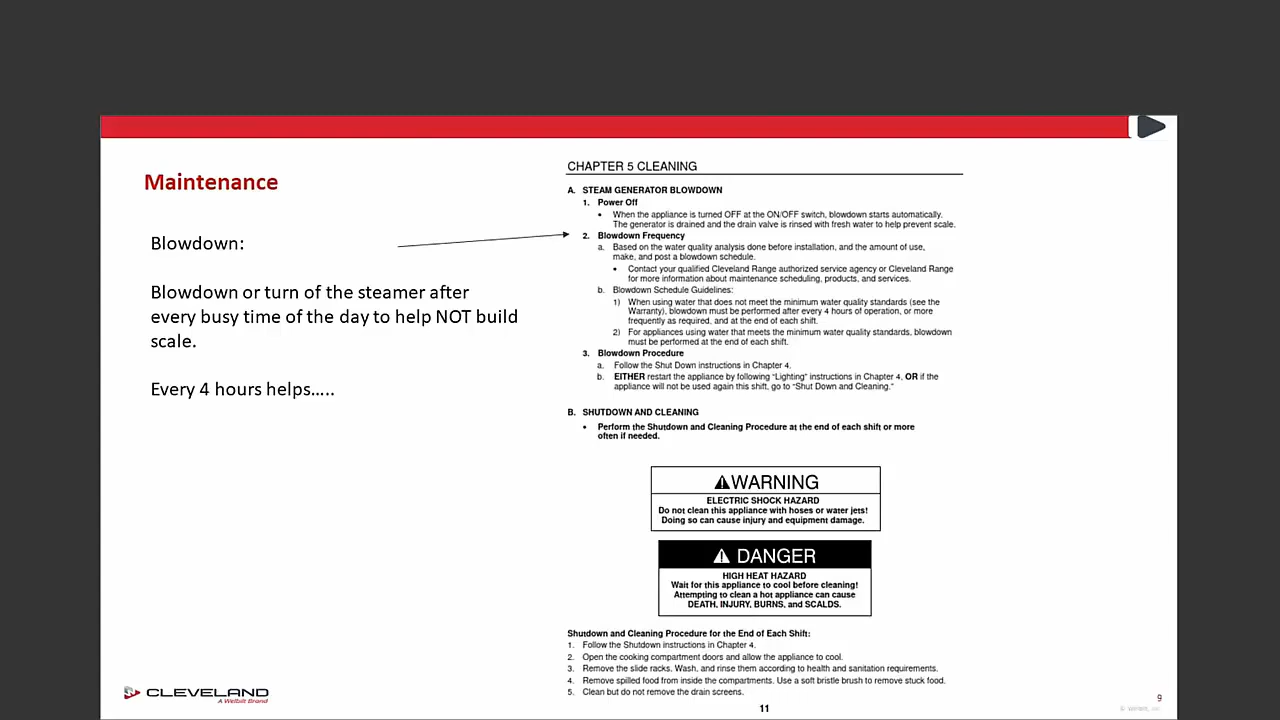 Maintenance
Blowdown:
Blowdown or turn of the steamer after
every busy time of the day to help NOT build
scale.
Every 4 hours helps…..
CHAPTER 5 CLEANING
A. STEAM GENERATOR BLOWDOWN
1. Power Off
• When the appliance is turned OFF at the ON/OFF switch, blowdown starts automatically.
The generator is drained and the drain valve is rinsed with fresh water to help prevent scale.
2. Blowdown Frequency
a. Based on the water quality analysis done before installation, and the amount of use,
make, and post a blowdown schedule.
• Contact your qualified Cleveland Range authorized service agency or Cleveland Range
for more information about maintenance scheduling, products, and services.
b. Blowdown Schedule Guidelines:
1) When using water that does not meet the minimum water quality standards (see the
Warranty), blowdown must be performed after every 4 hours of operation, or more
frequently as required, and at the end of each shift.
2) For appliances using water that meets the minimum water quality standards, blowdown
must be performed at the end of each shift.
3. Blowdown Procedure
a. Follow the Shut Down instructions in Chapter 4.
b. EITHER restart the appliance by following "Lighting" instructions in Chapter 4, OR if the
appliance will not be used again this shift, go to "Shut Down and Cleaning."
B. SHUTDOWN AND CLEANING
• Perform the Shutdown and Cleaning Procedure at the end of each shift or more
often if needed.
WARNING
ELECTRIC SHOCK HAZARD
Do not clean this appliance with hoses or water jets!
Doing so can cause injury and equipment damage.
DANGER
HIGH HEAT HAZARD
Wait for this appliance to cool before cleaning!
Attempting to clean a hot appliance can cause
DEATH, INJURY, BURNS, and SCALDS.
Shutdown and Cleaning Procedure for the End of Each Shift:
1. Follow the Shutdown instructions in Chapter 4.
2. Open the cooking compartment doors and allow the appliance to cool.
3. Remove the slide racks. Wash, and rinse them according to health and sanitation requirements.
4. Remove spilled food from inside the compartments. Use a soft bristle brush to remove stuck food.
5. Clean but do not remove the drain screens.
11
CLEVELAND
A Welbilt Brand
9